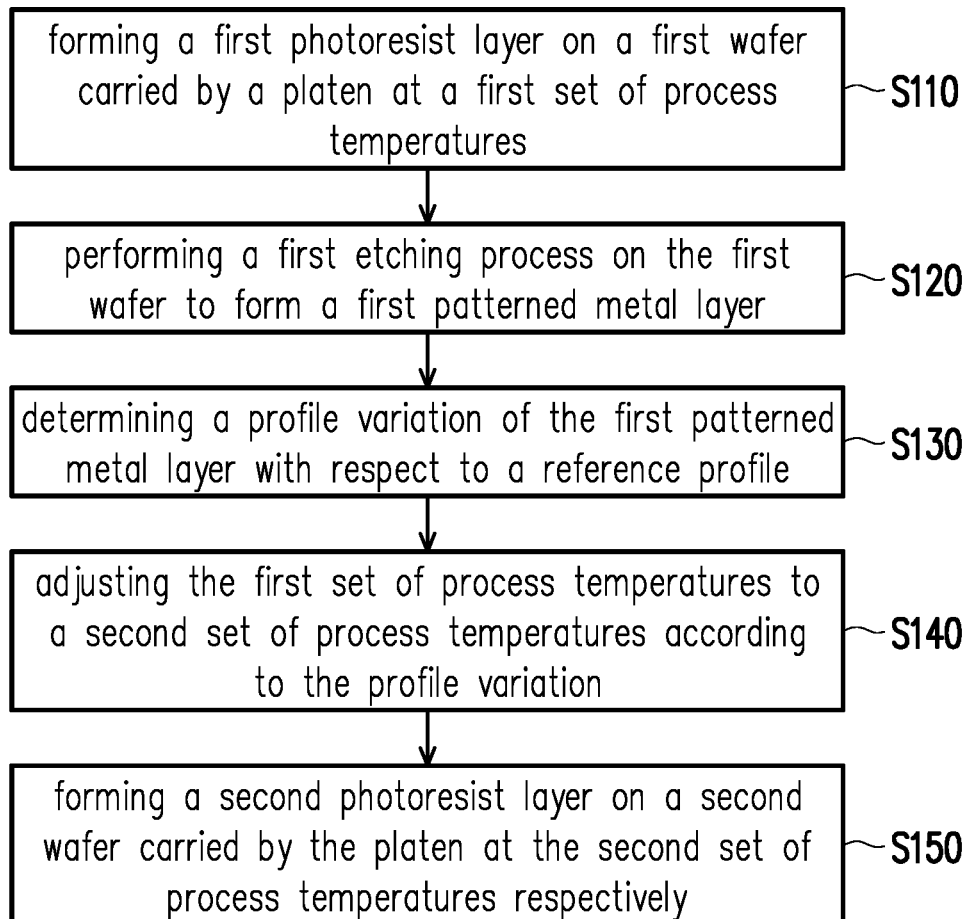 forming a first photoresist layer on a first wafer
carried by a platen at a first set of process
temperatures
S110
performing a first etching process on the first
wafer to form a first patterned metal layer
S120
determining a profile variation of the first patterned
metal layer with respect to a reference profile
S130
adjusting the first set of process temperatures to
a second set of process temperatures according
to the profile variation
S140
forming a second photoresist layer on a second
wafer carried by the platen at the second set of
process temperatures respectively
S150